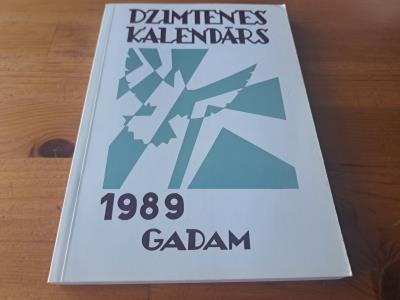 DZIMTENES
KALENDĀRS
1989
GADAM